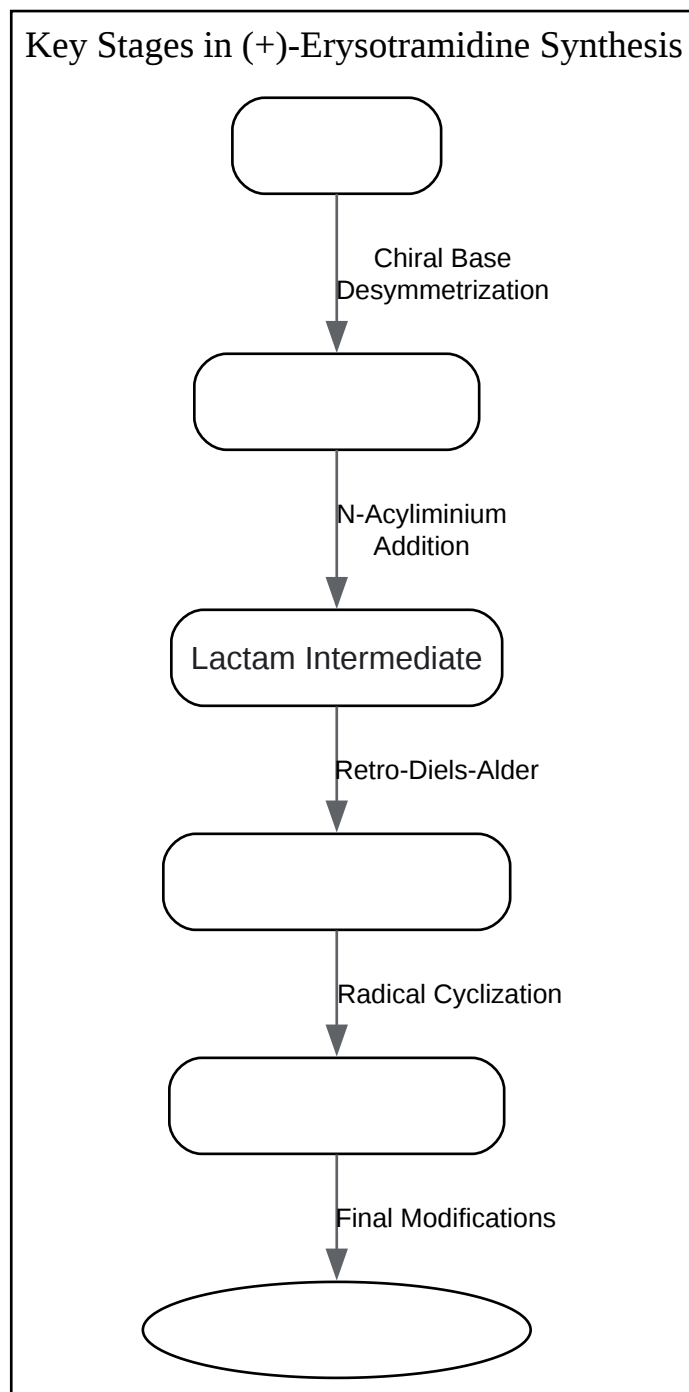 Key Stages in (+)-Erysotramidine Synthesis
Chiral Base
Desymmetrization
N-Acyliminium
Addition
Lactam Intermediate
Retro-Diels-Alder
Radical Cyclization
Final Modifications